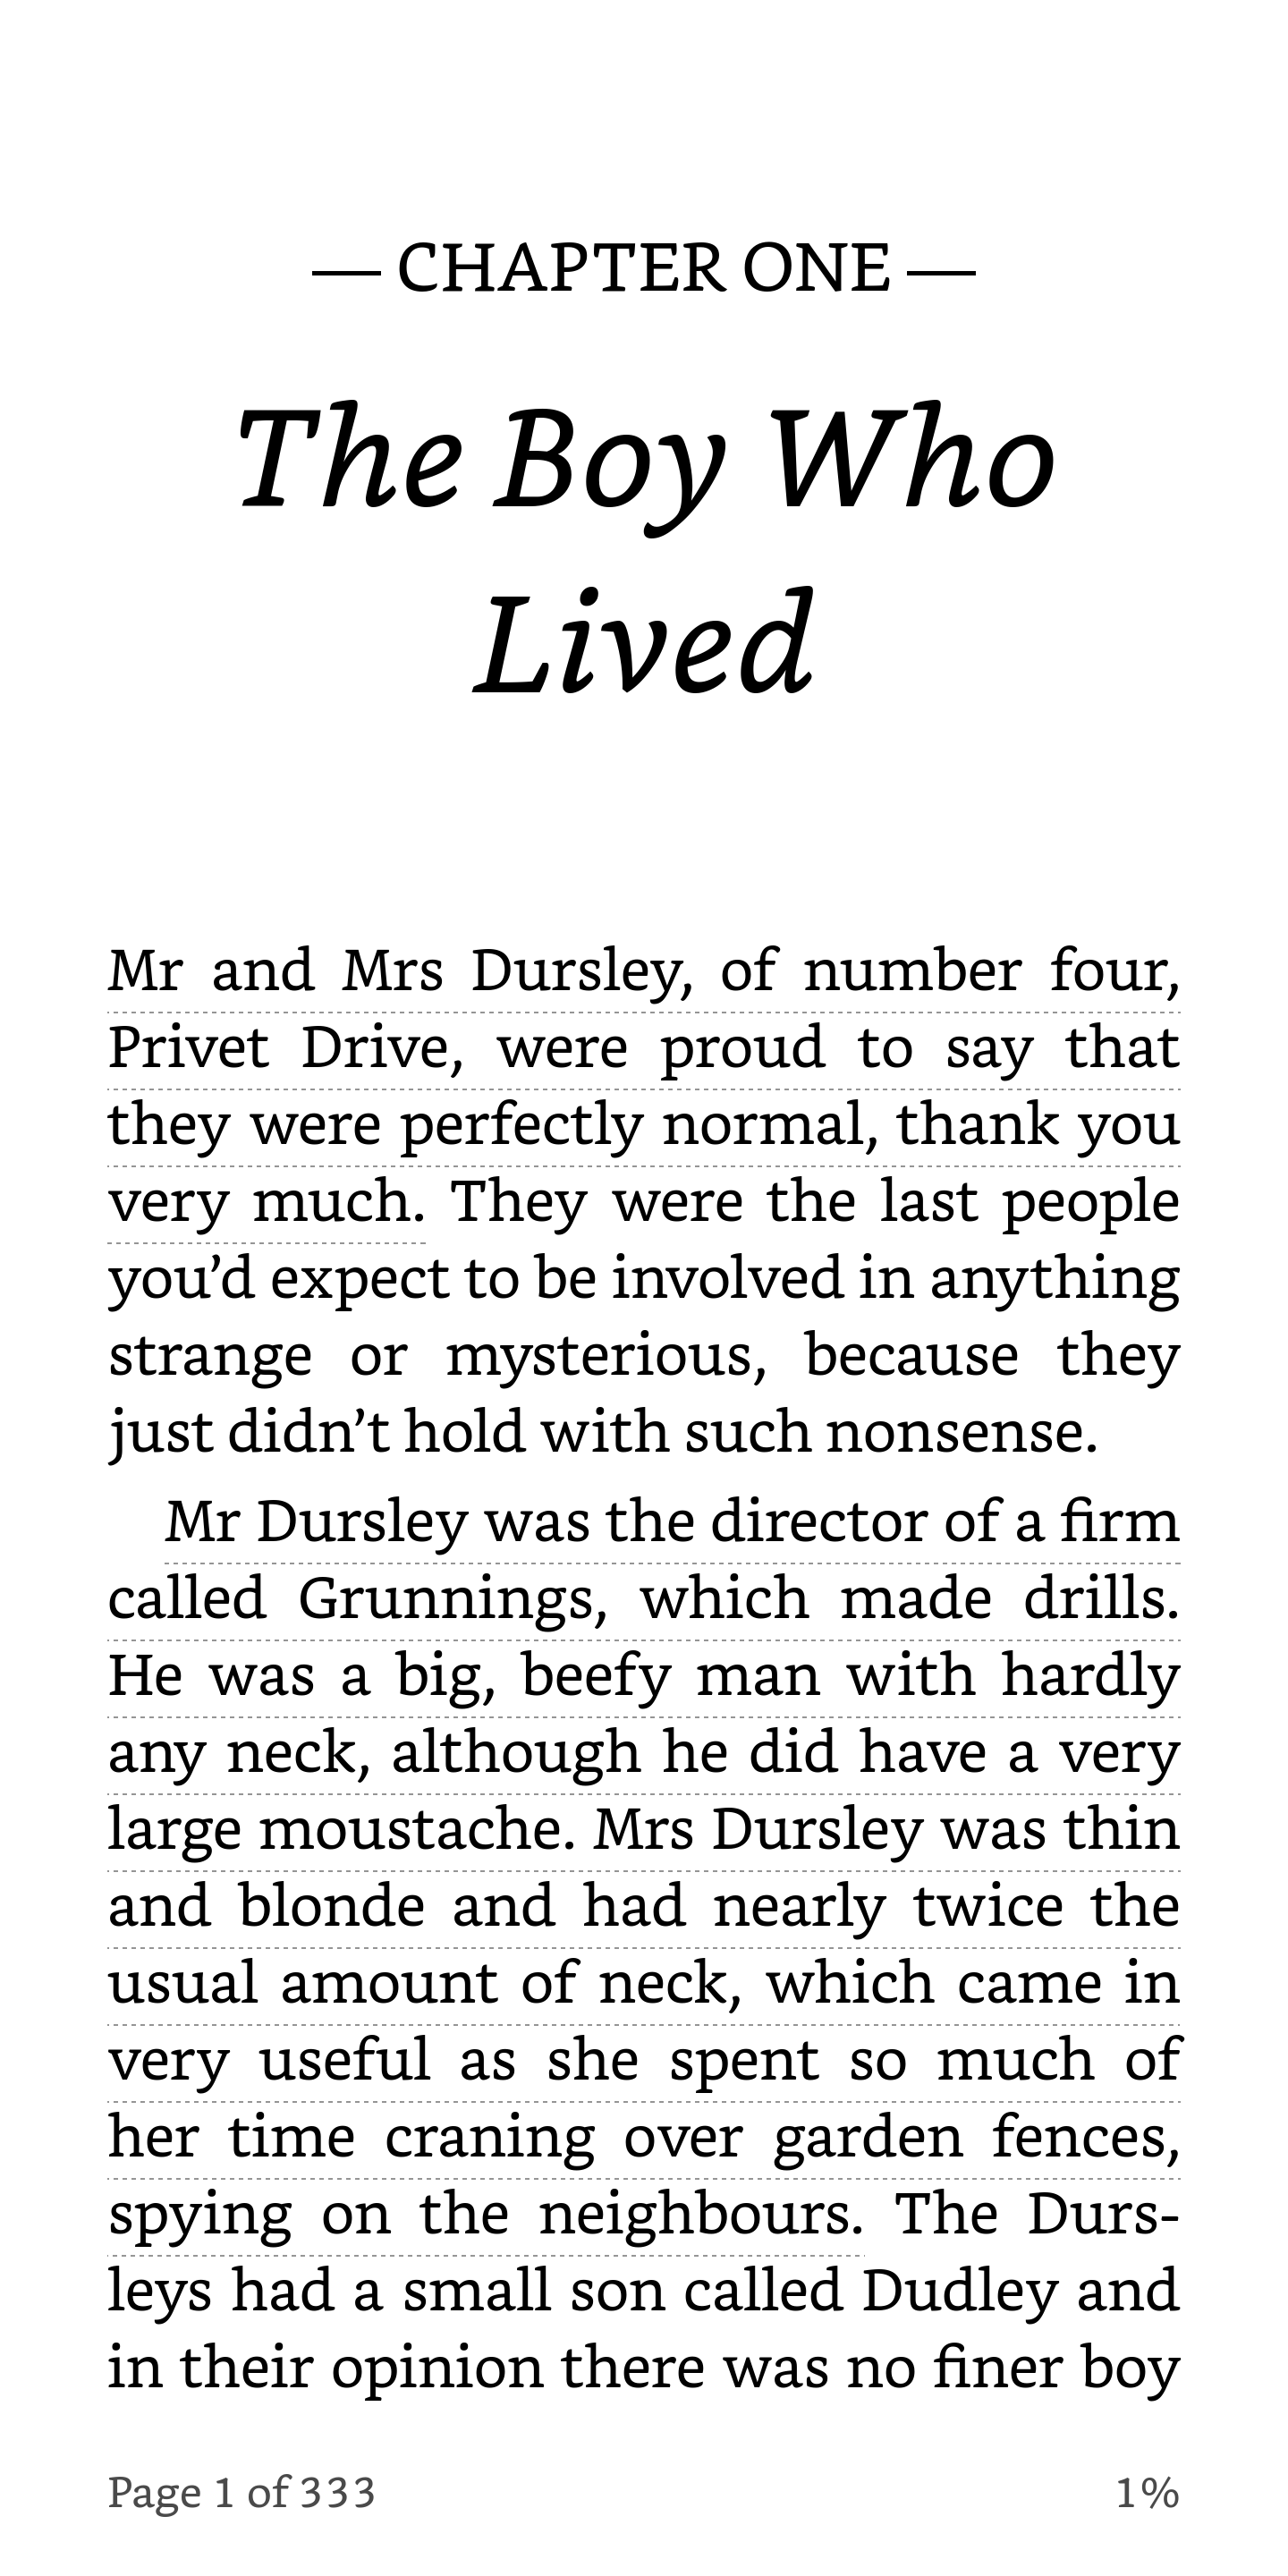 — CHAPTER ONE —
The Boy Who
Lived
Mr and Mrs Dursley, of number four,
Privet Drive, were proud to say that
they were perfectly normal, thank you
very much. They were the last people
you’d expect to be involved in anything
strange or mysterious, because they
just didn’t hold with such nonsense.
Mr Dursley was the director of a firm
called Grunnings, which made drills.
He was a big, beefy man with hardly
any neck, although he did have a very
large moustache. Mrs Dursley was thin
and blonde and had nearly twice the
usual amount of neck, which came in
very useful as she spent so much of
her time craning over garden fences,
spying on the neighbours. The Durs-
leys had a small son called Dudley and
in their opinion there was no finer boy
Page 1 of 333 1%